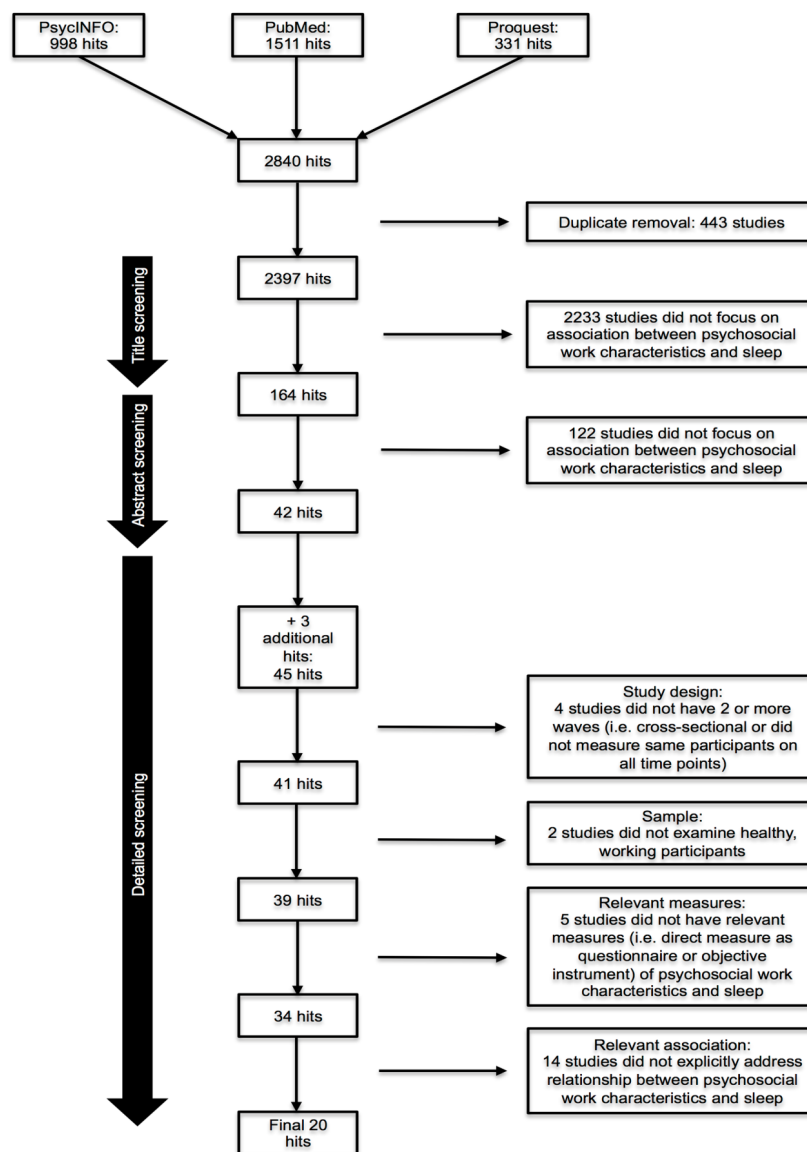 PsycINFO:
998 hits
PubMed:
1511 hits
Proquest:
331 hits
2840 hits
Duplicate removal: 443 studies
2397 hits
Title screening
2233 studies did not focus on
association between psychosocial
work characteristics and sleep
164 hits
Abstract screening
122 studies did not focus on
association between psychosocial
work characteristics and sleep
42 hits
+ 3
additional
hits:
45 hits
Detailed screening
Study design:
4 studies did not have 2 or more
waves (i.e. cross-sectional or did
not measure same participants on
all time points)
41 hits
Sample:
2 studies did not examine healthy,
working participants
39 hits
Relevant measures:
5 studies did not have relevant
measures (i.e. direct measure as
questionnaire or objective
instrument) of psychosocial work
characteristics and sleep
34 hits
Relevant association:
14 studies did not explicitly address
relationship between psychosocial
work characteristics and sleep
Final 20
hits